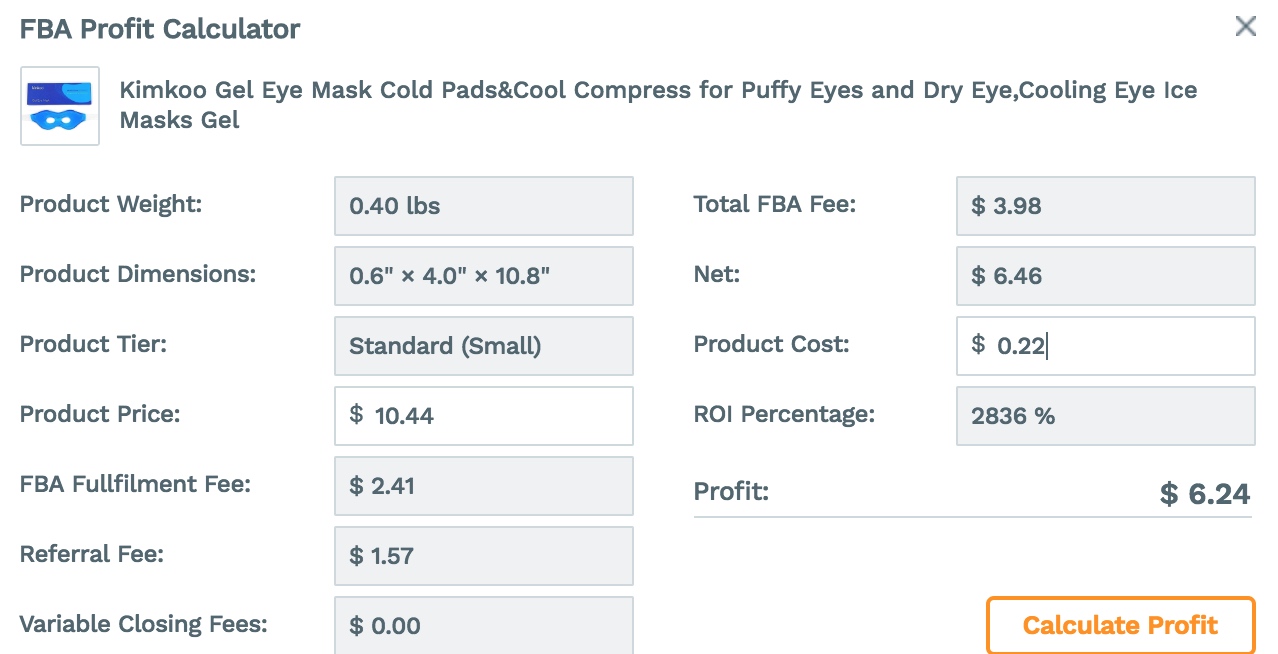 FBA Profit Calculator
Kimkoo Gel Eye Mask Cold Pads&Cool Compress for Puffy Eyes and Dry Eye,Cooling Eye Ice
Masks Gel
Product Weight:
0.40 lbs
Product Dimensions:
0.6" × 4.0" × 10.8"
Product Tier:
Standard (Small)
Product Price:
$ 10.44
FBA Fullfilment Fee:
$ 2.41
Referral Fee:
$ 1.57
Variable Closing Fees:
$ 0.00
Total FBA Fee:
$ 3.98
Net:
$ 6.46
Product Cost:
$ 0.22
ROI Percentage:
2836 %
Profit:
$ 6.24
Calculate Profit